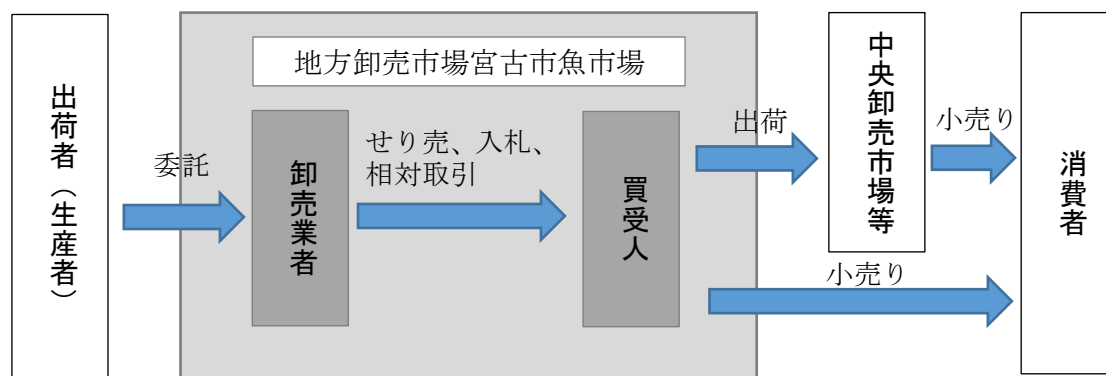 出荷者（生産者）
委託
地方卸売市場宮古市魚市場
卸売業者
せり売、入札、
相対取引
買受人
出荷
中央卸売市場等
小売り
小売り
消費者